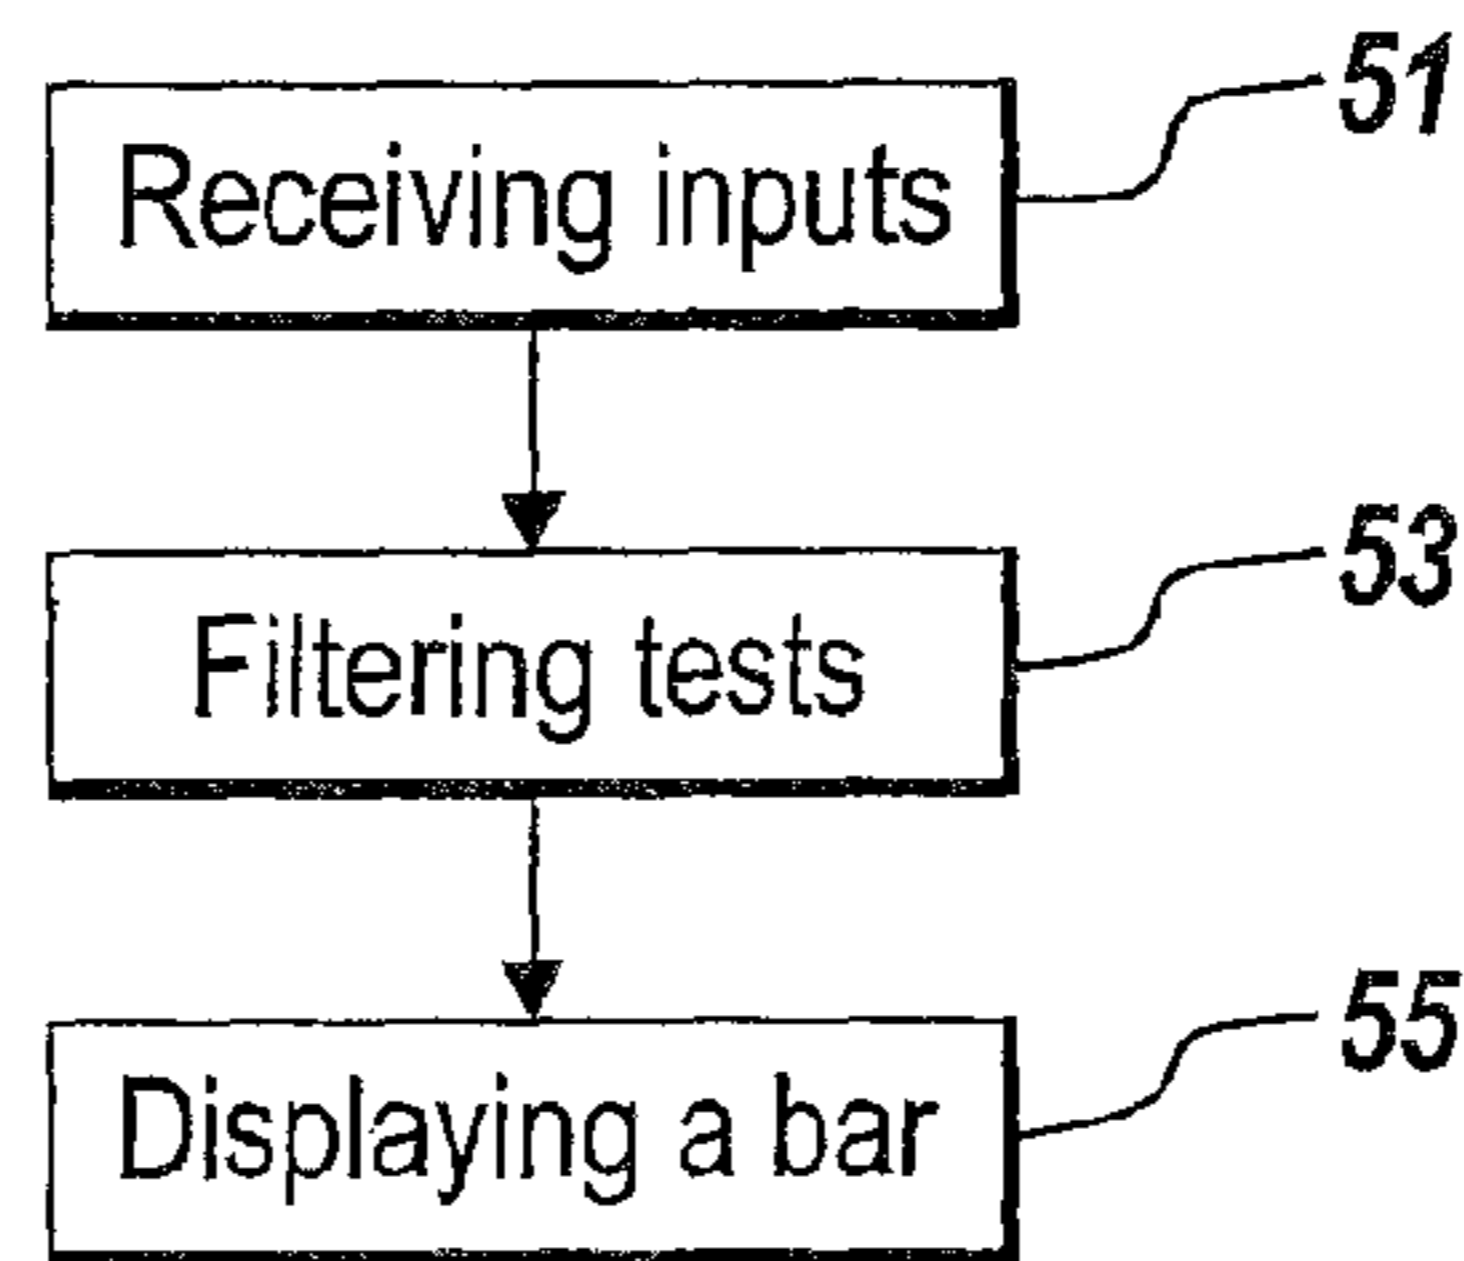 Receiving inputs
51
Filtering tests
53
Displaying a bar
55